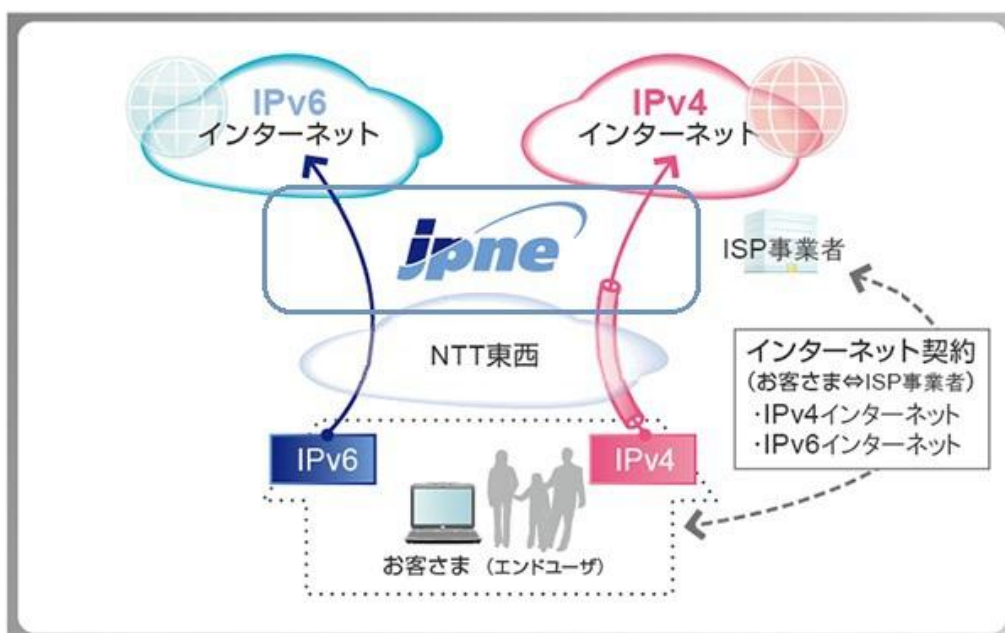 IPv6
インターネット
IPv4
インターネット
jpne
ISP事業者
NTT東西
インターネット契約
(お客さま⇔ISP事業者)
・IPv4インターネット
・IPv6インターネット
IPv6
IPv4
お客さま (エンドユーザ)